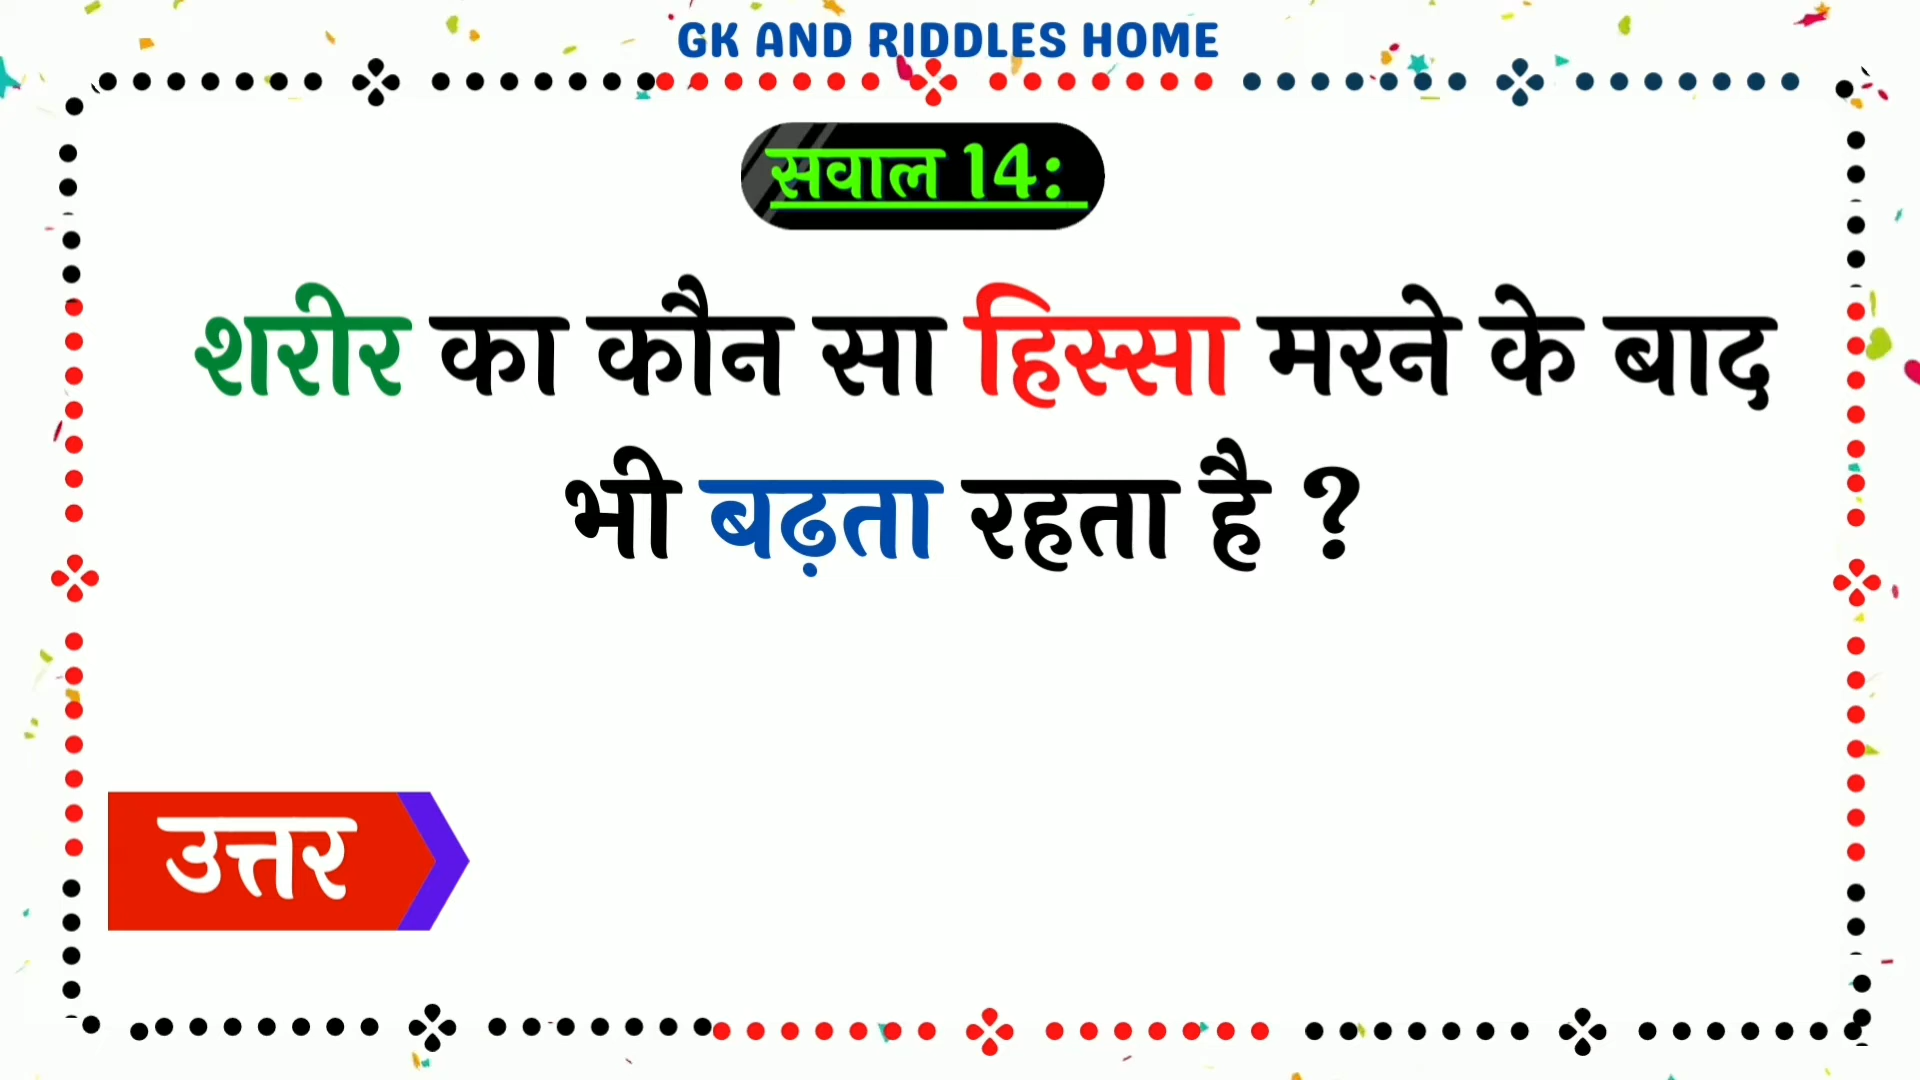 GK AND RIDDLES HOME
सवाल 14:
शरीर का कौन सा हिस्सा मरने के बाद
भी बढ़ता रहता है ?
उत्तर